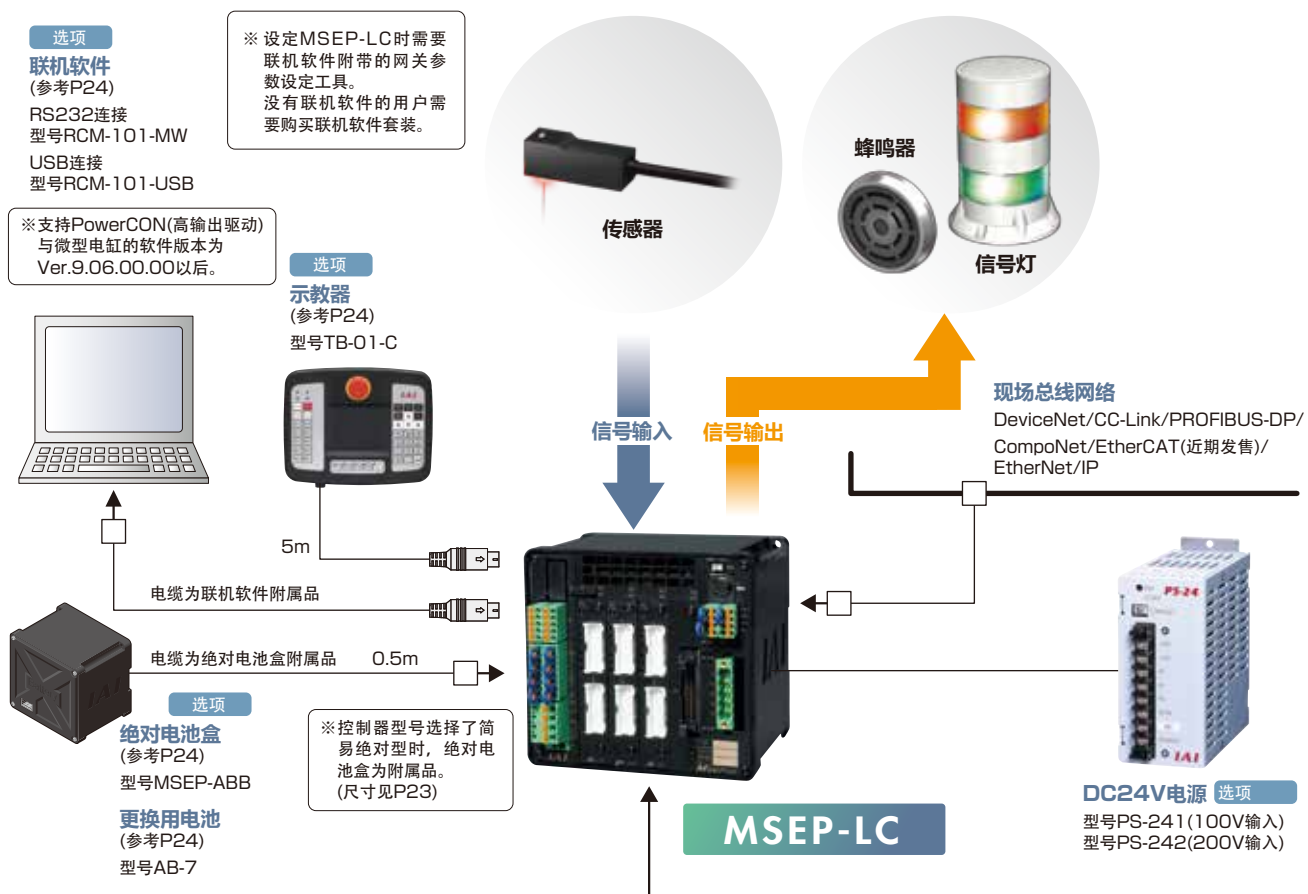 选项
联机软件
(参考P24)
RS232连接
型号RCM-101-MW
USB连接
型号RCM-101-USB
※ 设定MSEP-LC时需要
联机软件附带的网关参
数设定工具。
没有联机软件的用户需
要购买联机软件套装。
※支持PowerCON(高输出驱动)
与微型电缸的软件版本为
Ver.9.06.00.00以后。
选项
示教器
(参考P24)
型号TB-01-C
传感器
蜂鸣器
信号灯
信号输入
信号输出
现场总线网络
DeviceNet/CC-Link/PROFIBUS-DP/
CompoNet/EtherCAT(近期发售)/
EtherNet/IP
IAI
5m
电缆为联机软件附属品
电缆为绝对电池盒附属品
0.5m
IAI
选项
绝对电池盒
(参考P24)
型号MSEP-ABB
更换用电池
(参考P24)
型号AB-7
※控制器型号选择了简
易绝对型时，绝对电
池盒为附属品。
(尺寸见P23)
IAI
MSEP-LC
PS-24
IAI
DC24V电源
选项
型号PS-241(100V输入)
型号PS-242(200V输入)